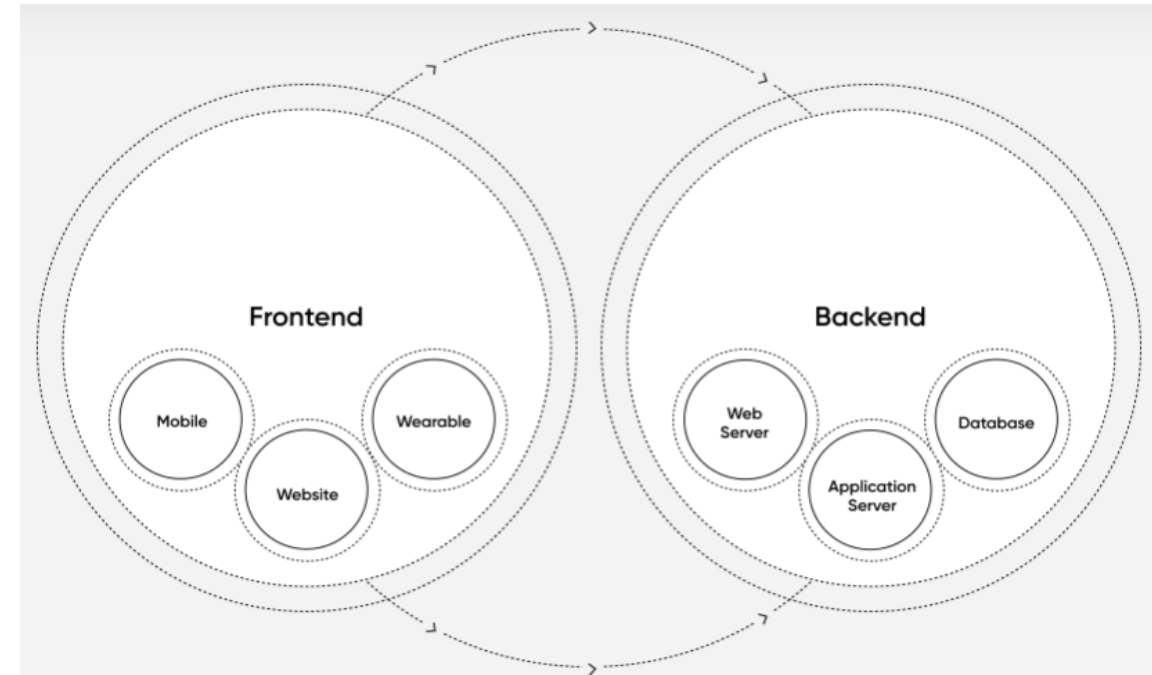 Frontend
Mobile
Website
Wearable
Backend
Web
Server
Application
Server
Database